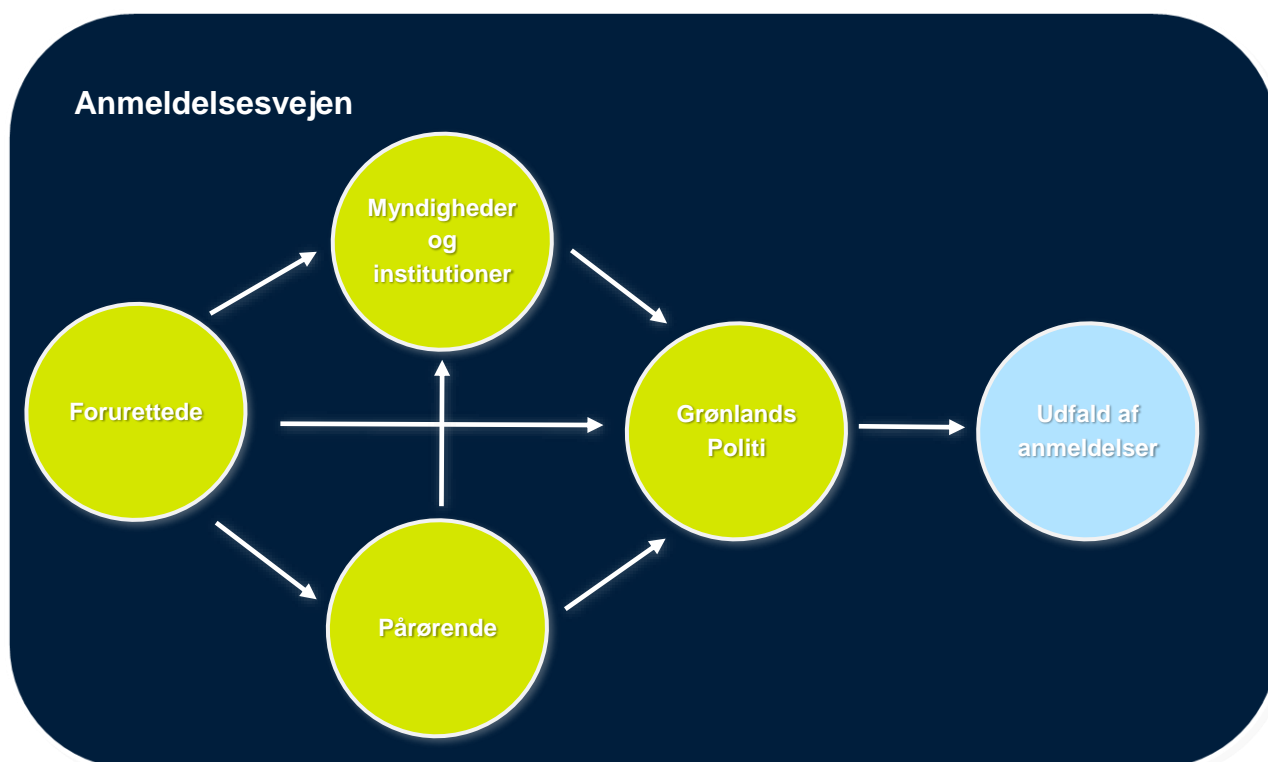 Anmeldelsesvejen
Myndigheder
og
institutioner
Forurettede
Grønlands
Politi
Udfald af
anmeldelser
Pårørende